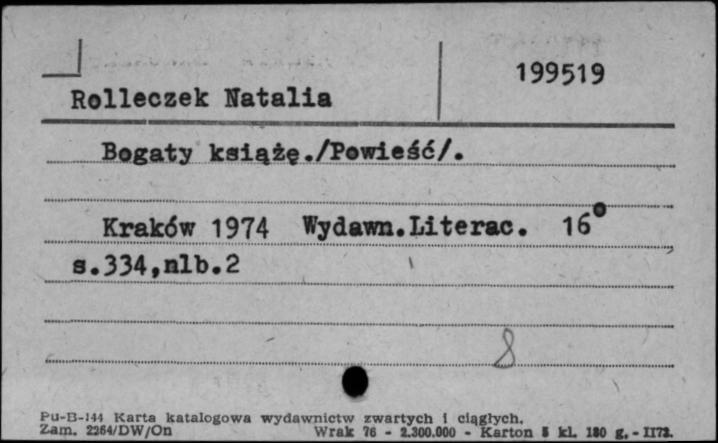 199519
Rolleczek Natalia
Bogaty książę./Powieść/.
Kraków 1974 Wydawn.Literac. 16°
s.334,nlb.2
8
Pu-B-144 Karta katalogowa wydawnictw zwartych i ciągłych.
Zam. 2264/DW/On Wrak 76 - 2.300.000 - Karton kl. 180 g. - II73.